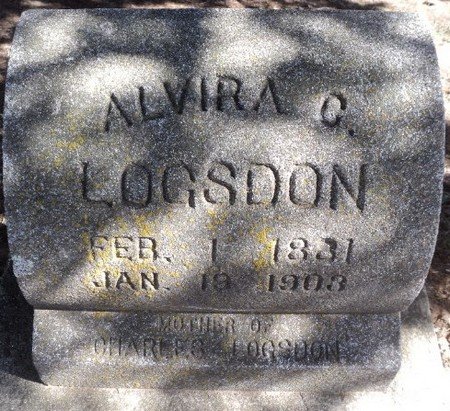 ALVIRA C.
LOGSDON
FEB. 1 1831
JAN. 19 1903
MOTHER OF
CHARLES LOGSDON